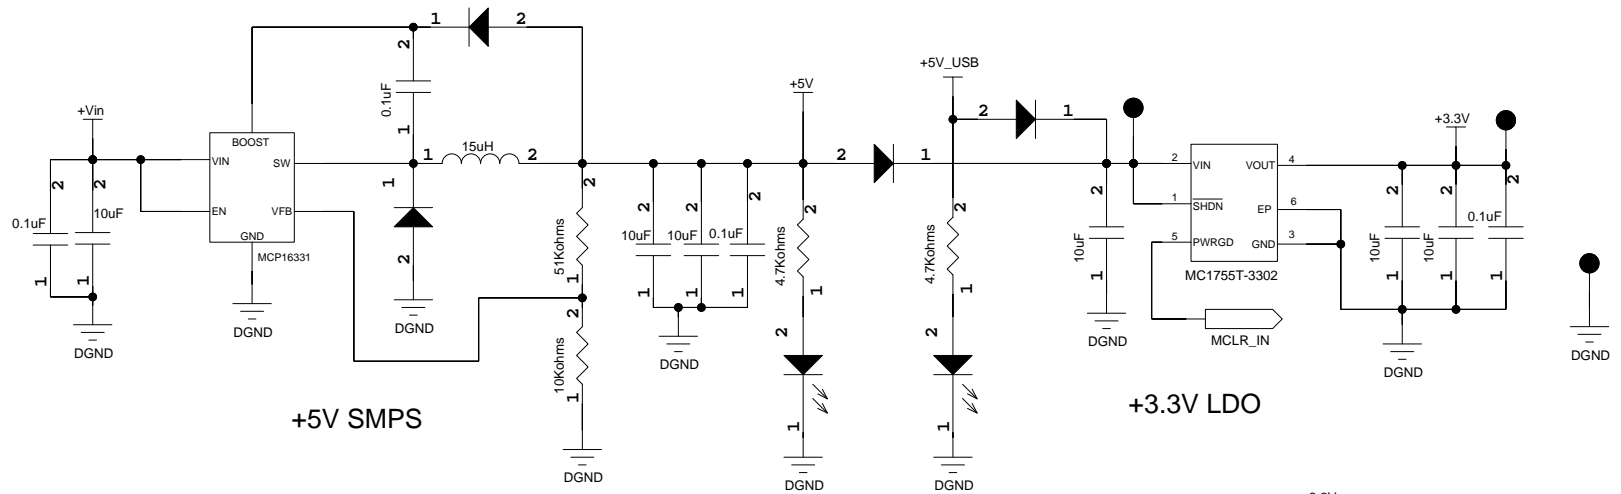 1 2
+5V_USB
+5V
2 1
2
0.1uF
+Vin
1
BOOST
+3.3V
VIN SW
1 15uH 2
2 1
2 VIN VOUT 4
2 2
0.1uF 10uF
EN VFB
GND
MCP16331
1 1
DGND
DGND
1
2
DGND
2
51Kohms
1
2
10Kohms
1
DGND
2 2 2
10uF 10uF 0.1uF
1 1 1
DGND
2
4.7Kohms
1
2
1
DGND
2
4.7Kohms
1
2
1
DGND
2
10uF
1
DGND
1 SHDN EP 6
5 PWRGD GND 3
MC1755T-3302
MCLR_IN
2 2 2
10uF 10uF 0.1uF
1 1 1
DGND
DGND
+5V SMPS
+3.3V LDO